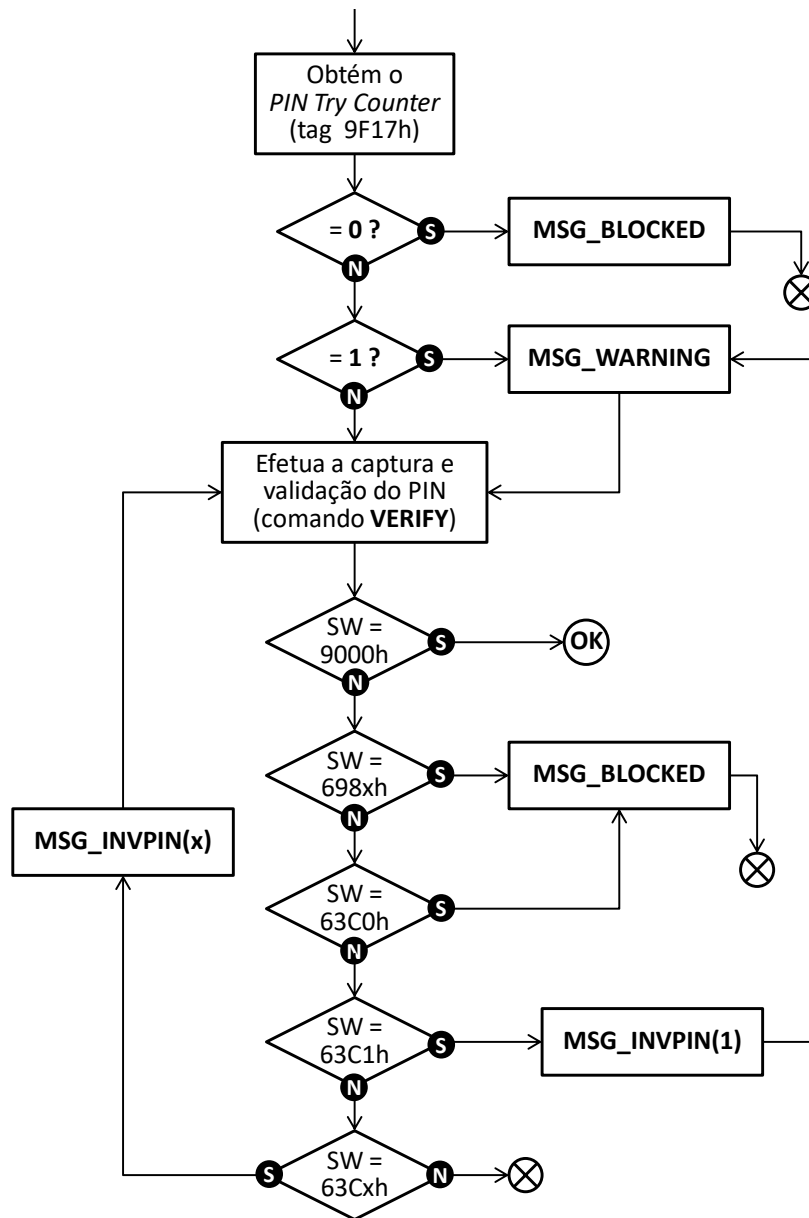 Obtém o
PIN Try Counter
(tag 9F17h)
= 0 ?
S
MSG_BLOCKED
N
= 1 ?
S
MSG_WARNING
N
Efetua a captura e
validação do PIN
(comando VERIFY)
SW =
9000h
S
OK
N
SW =
698xh
S
MSG_BLOCKED
N
MSG_INVPIN(x)
SW =
63C0h
S
N
SW =
63C1h
S
MSG_INVPIN(1)
N
S
SW =
63Cxh
N